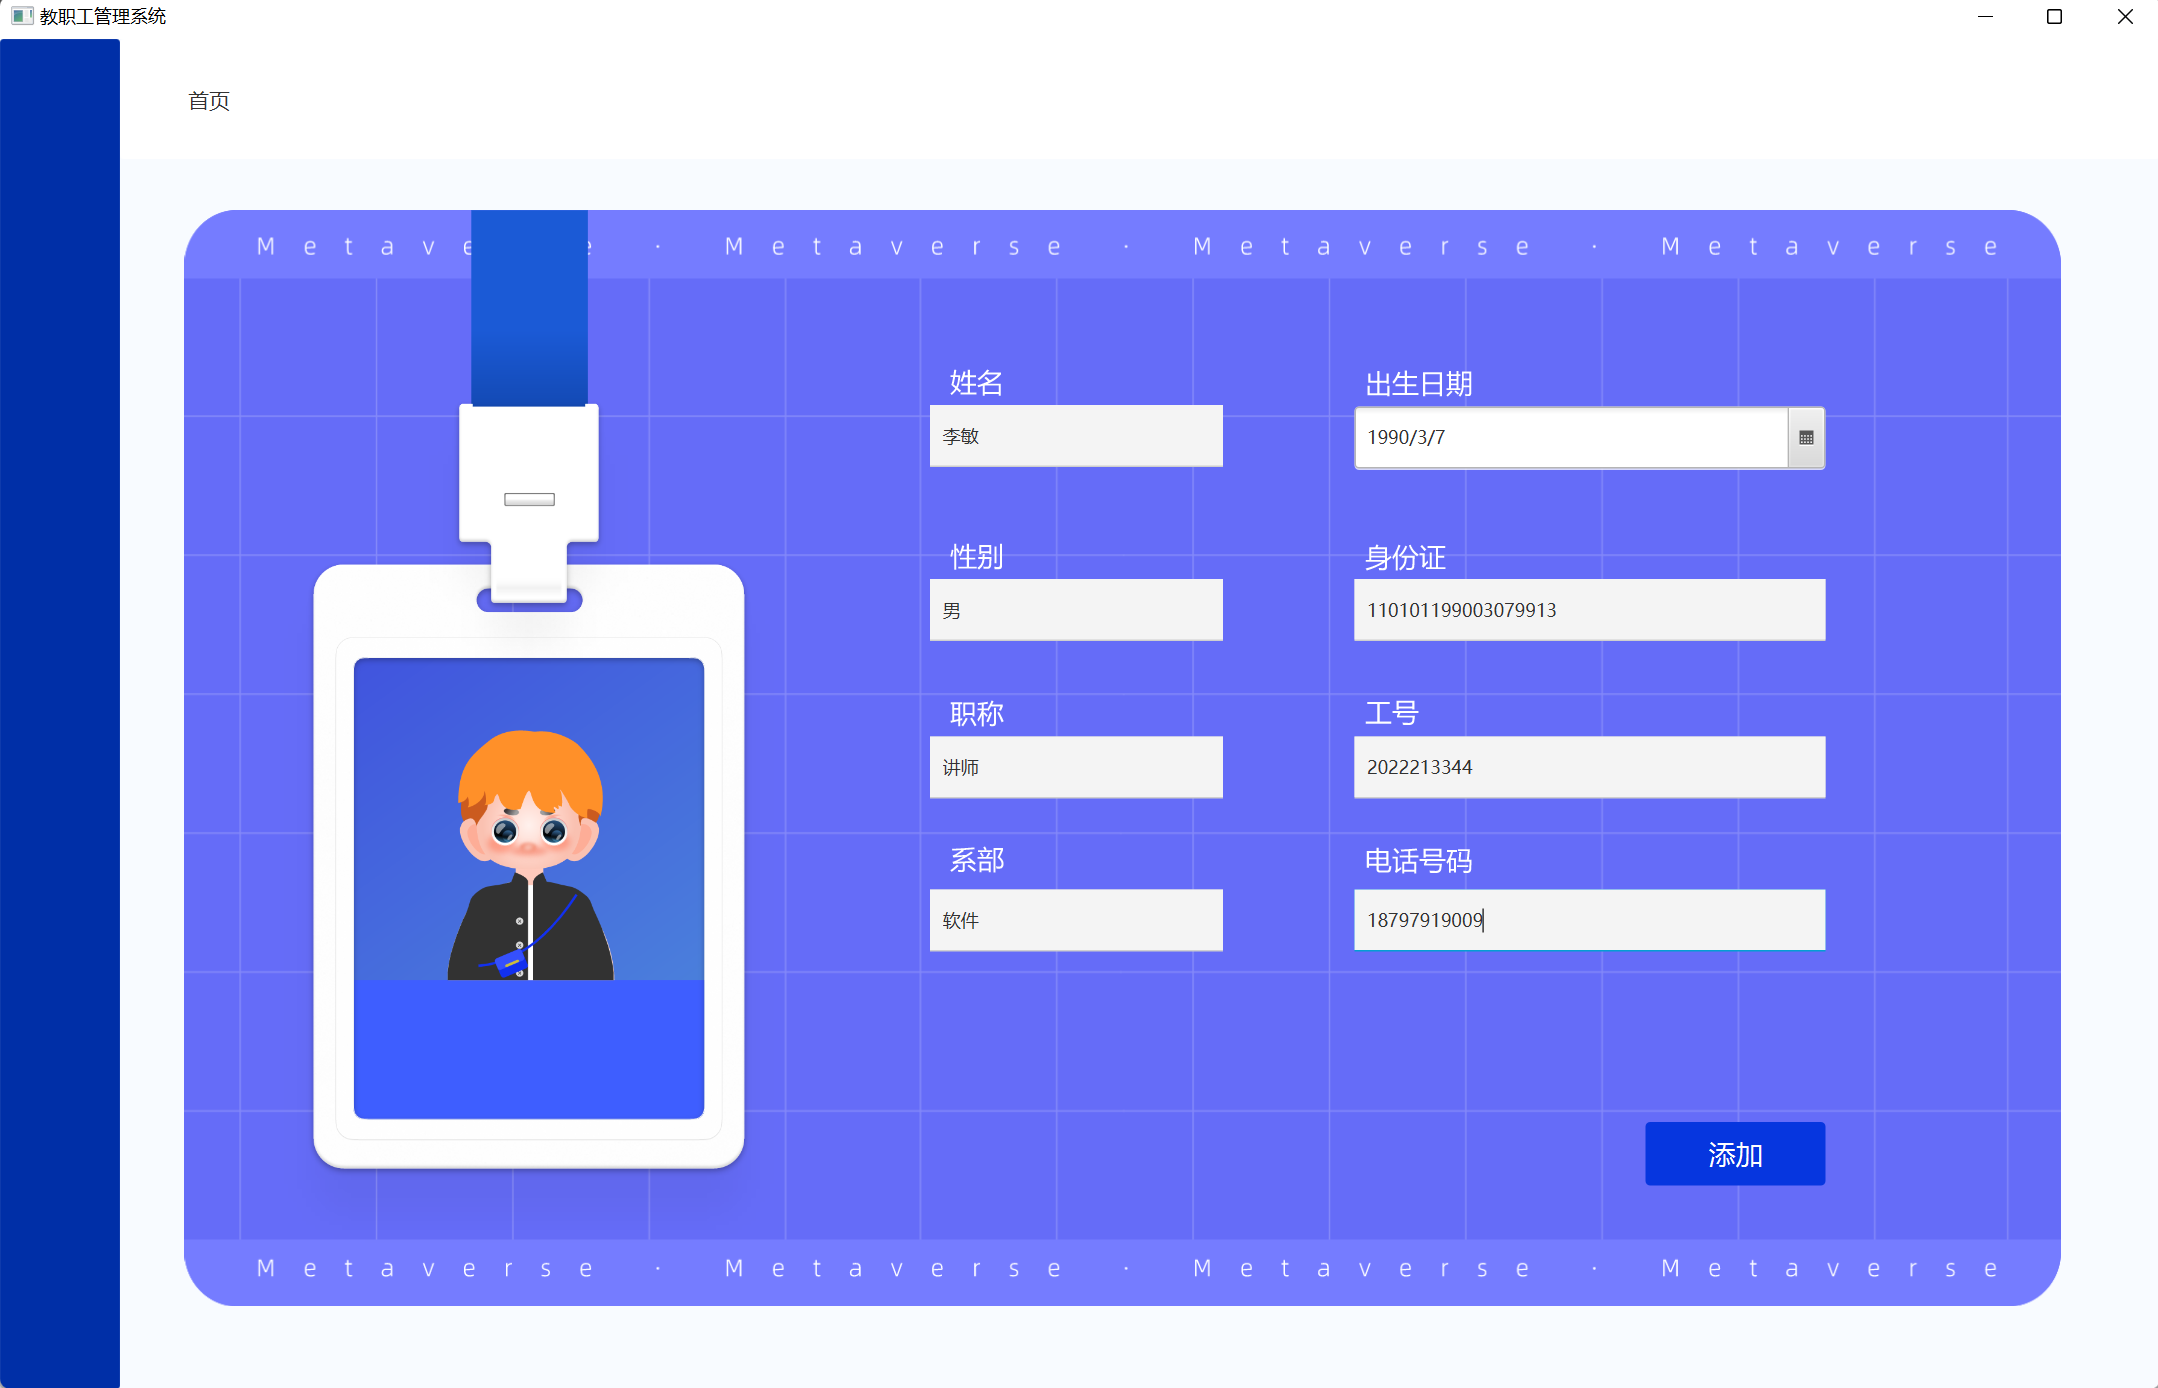 教职工管理系统
首页
M e t a v e e · M e t a v e r s e · M e t a v e r s e · M e t a v e r s e
姓名 出生日期
李敏 1990/3/7
性别 身份证
男 110101199003079913
职称 工号
讲师 2022213344
系部 电话号码
软件 18797919009
添加
M e t a v e r s e · M e t a v e r s e · M e t a v e r s e · M e t a v e r s e